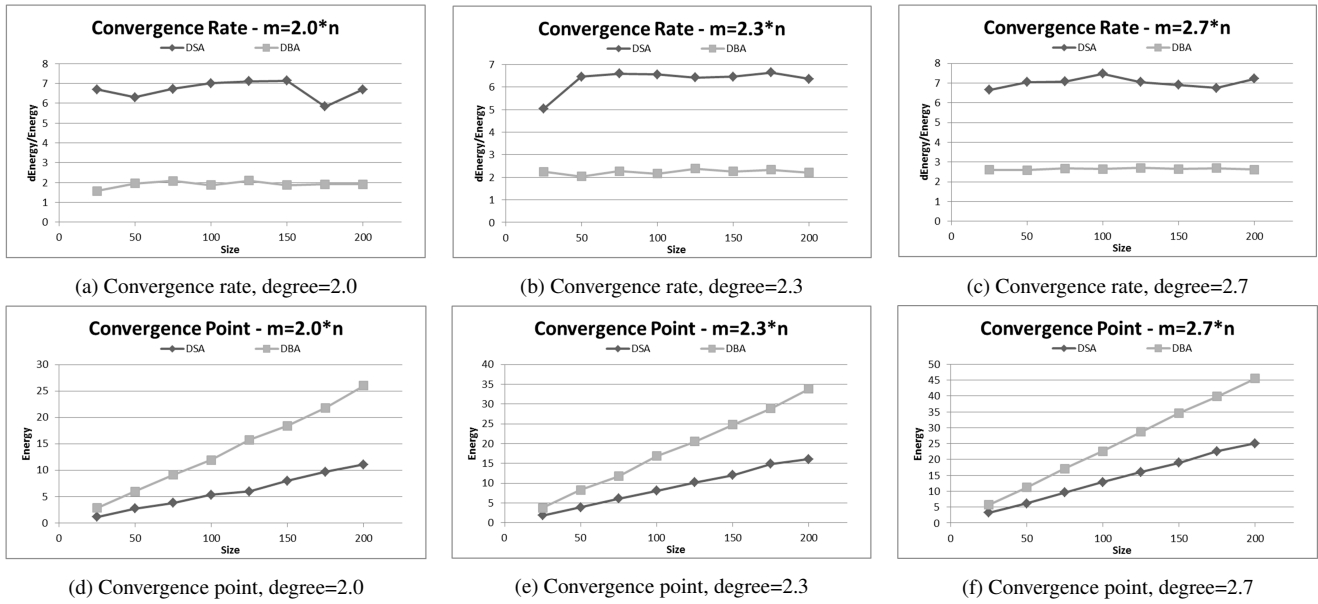 Convergence Rate - m=2.0*n
DSA DBA
8
7
6
5
4
3
2
1
0
dEnergy/Energy
0 50 100 150 200
Size
(a) Convergence rate, degree=2.0
Convergence Rate - m=2.3*n
DSA DBA
7
6
5
4
3
2
1
0
dEnergy/Energy
0 50 100 150 200
Size
(b) Convergence rate, degree=2.3
Convergence Rate - m=2.7*n
DSA DBA
8
7
6
5
4
3
2
1
0
dEnergy/Energy
0 50 100 150 200
Size
(c) Convergence rate, degree=2.7
Convergence Point - m=2.0*n
DSA DBA
30
25
20
15
10
5
0
Energy
0 50 100 150 200
Size
(d) Convergence point, degree=2.0
Convergence Point - m=2.3*n
DSA DBA
40
35
30
25
20
15
10
5
0
Energy
0 50 100 150 200
Size
(e) Convergence point, degree=2.3
Convergence Point - m=2.7*n
DSA DBA
50
45
40
35
30
25
20
15
10
5
0
Energy
0 50 100 150 200
Size
(f) Convergence point, degree=2.7